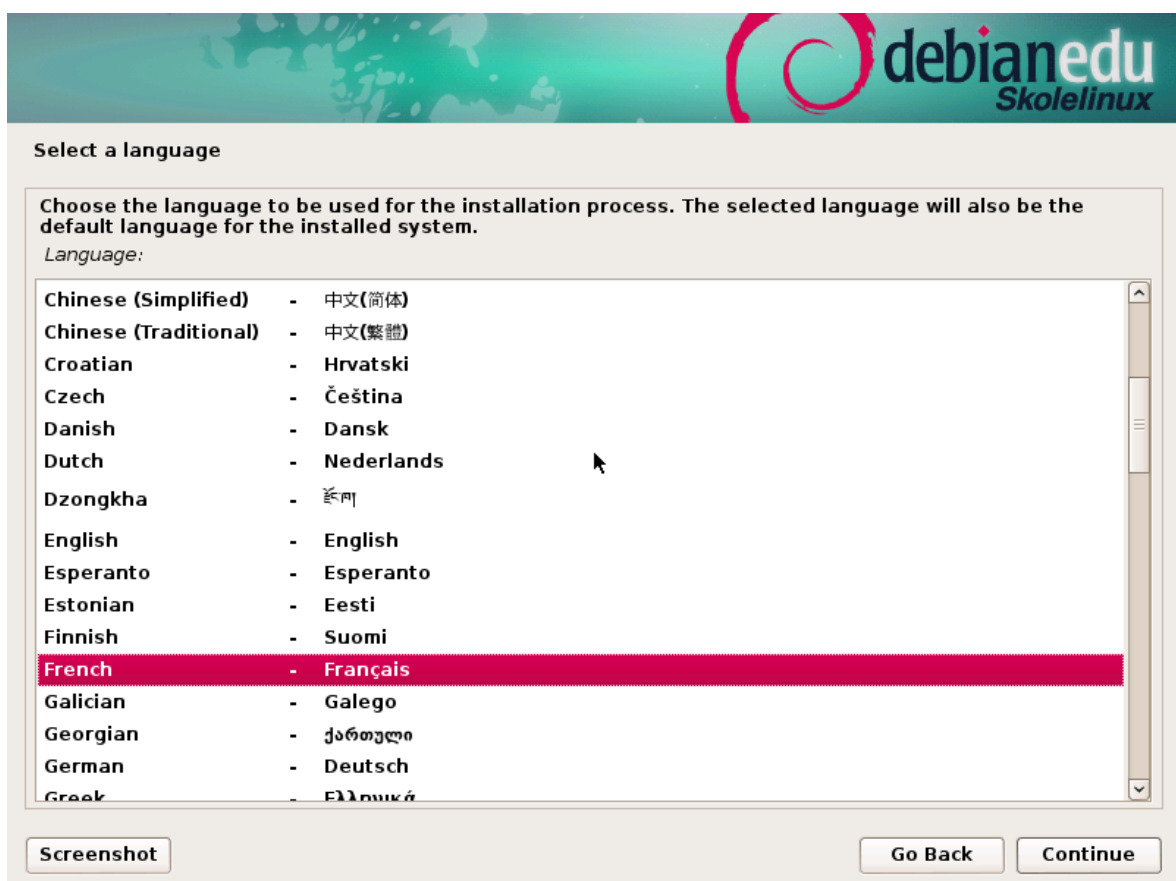 debianedu
Skolelinux
Select a language
Choose the language to be used for the installation process. The selected language will also be the
default language for the installed system.
Language:
Chinese (Simplified) - 中文(简体)
Chinese (Traditional) - 中文(繁體)
Croatian - Hrvatski
Czech - Čeština
Danish - Dansk
Dutch - Nederlands
Dzongkha - རྫོང་ཁ།
English - English
Esperanto - Esperanto
Estonian - Eesti
Finnish - Suomi
French - Français
Galician - Galego
Georgian - ქართული
German - Deutsch
Greek - Ελληνικά
Screenshot
Go Back
Continue